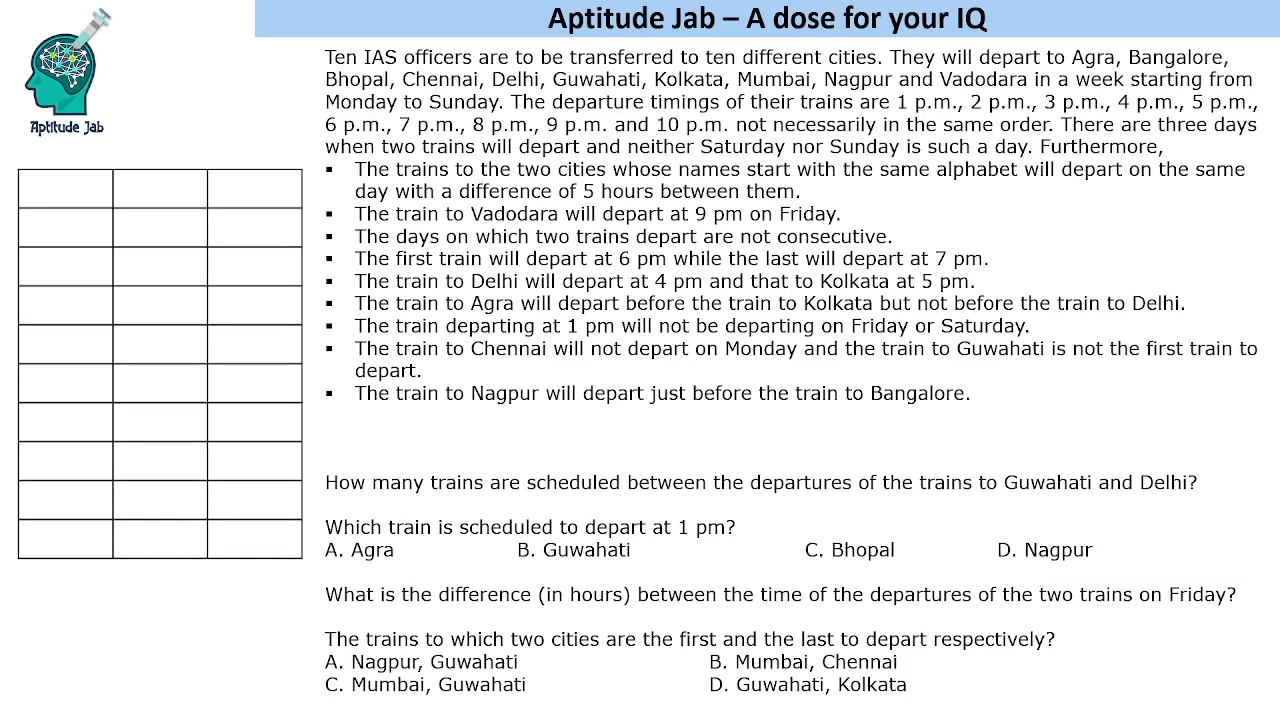 Aptitude Jab – A dose for your IQ
Aptitude Jab
Ten IAS officers are to be transferred to ten different cities. They will depart to Agra, Bangalore,
Bhopal, Chennai, Delhi, Guwahati, Kolkata, Mumbai, Nagpur and Vadodara in a week starting from
Monday to Sunday. The departure timings of their trains are 1 p.m., 2 p.m., 3 p.m., 4 p.m., 5 p.m.,
6 p.m., 7 p.m., 8 p.m., 9 p.m. and 10 p.m. not necessarily in the same order. There are three days
when two trains will depart and neither Saturday nor Sunday is such a day. Furthermore,
▪ The trains to the two cities whose names start with the same alphabet will depart on the same
day with a difference of 5 hours between them.
▪ The train to Vadodara will depart at 9 pm on Friday.
▪ The days on which two trains depart are not consecutive.
▪ The first train will depart at 6 pm while the last will depart at 7 pm.
▪ The train to Delhi will depart at 4 pm and that to Kolkata at 5 pm.
▪ The train to Agra will depart before the train to Kolkata but not before the train to Delhi.
▪ The train departing at 1 pm will not be departing on Friday or Saturday.
▪ The train to Chennai will not depart on Monday and the train to Guwahati is not the first train to
depart.
▪ The train to Nagpur will depart just before the train to Bangalore.
How many trains are scheduled between the departures of the trains to Guwahati and Delhi?
Which train is scheduled to depart at 1 pm?
A. Agra B. Guwahati C. Bhopal D. Nagpur
What is the difference (in hours) between the time of the departures of the two trains on Friday?
The trains to which two cities are the first and the last to depart respectively?
A. Nagpur, Guwahati B. Mumbai, Chennai
C. Mumbai, Guwahati D. Guwahati, Kolkata